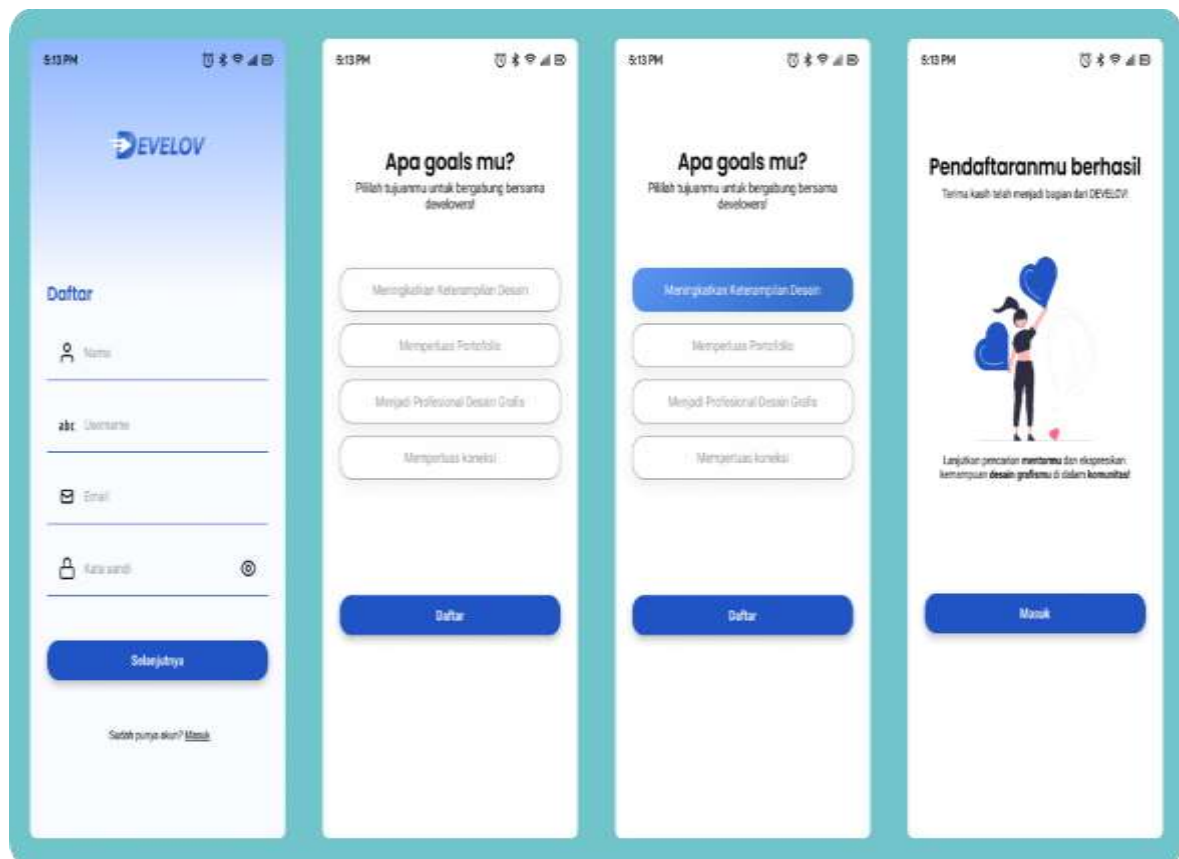 5:13 PM
DEVELOV
Daftar
Nama
abc Username
Email
Kata sandi
Selanjutnya
Sudah punya akun? Masuk
5:13 PM
Apa goals mu?
Pilihlah tujuanmu untuk bergabung bersama
develovers!
Meningkatkan Keterampilan Desain
Memperluas Portofolio
Menjadi Profesional Desain Grafis
Memperluas koneksi
Daftar
5:13 PM
Apa goals mu?
Pilihlah tujuanmu untuk bergabung bersama
develovers!
Meningkatkan Keterampilan Desain
Memperluas Portofolio
Menjadi Profesional Desain Grafis
Memperluas koneksi
Daftar
5:13 PM
Pendaftaranmu berhasil
Terima kasih telah menjadi bagian dari DEVELOV!
Lanjutkan pencarian mentormu dan ekspresikan
kemampuan desain grafismu di dalam komunitas!
Masuk